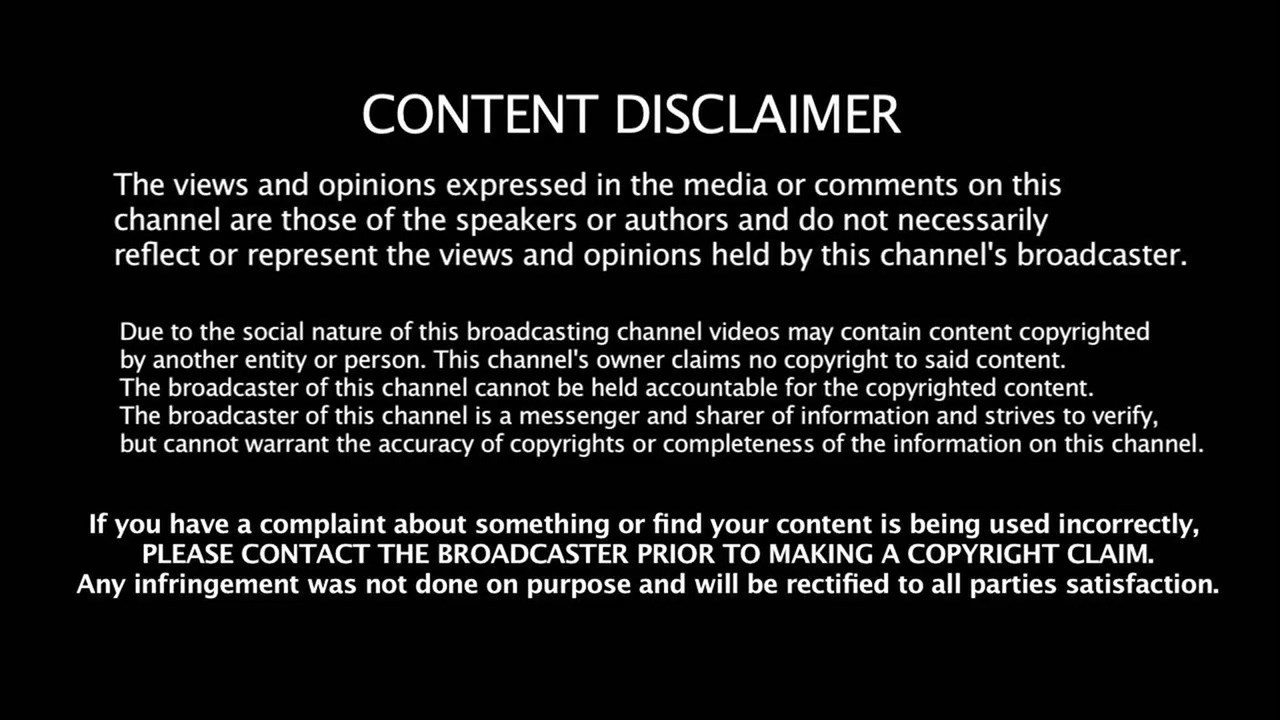 CONTENT DISCLAIMER
The views and opinions expressed in the media or comments on this
channel are those of the speakers or authors and do not necessarily
reflect or represent the views and opinions held by this channel's broadcaster.
Due to the social nature of this broadcasting channel videos may contain content copyrighted
by another entity or person. This channel's owner claims no copyright to said content.
The broadcaster of this channel cannot be held accountable for the copyrighted content.
The broadcaster of this channel is a messenger and sharer of information and strives to verify,
but cannot warrant the accuracy of copyrights or completeness of the information on this channel.
If you have a complaint about something or find your content is being used incorrectly,
PLEASE CONTACT THE BROADCASTER PRIOR TO MAKING A COPYRIGHT CLAIM.
Any infringement was not done on purpose and will be rectified to all parties satisfaction.